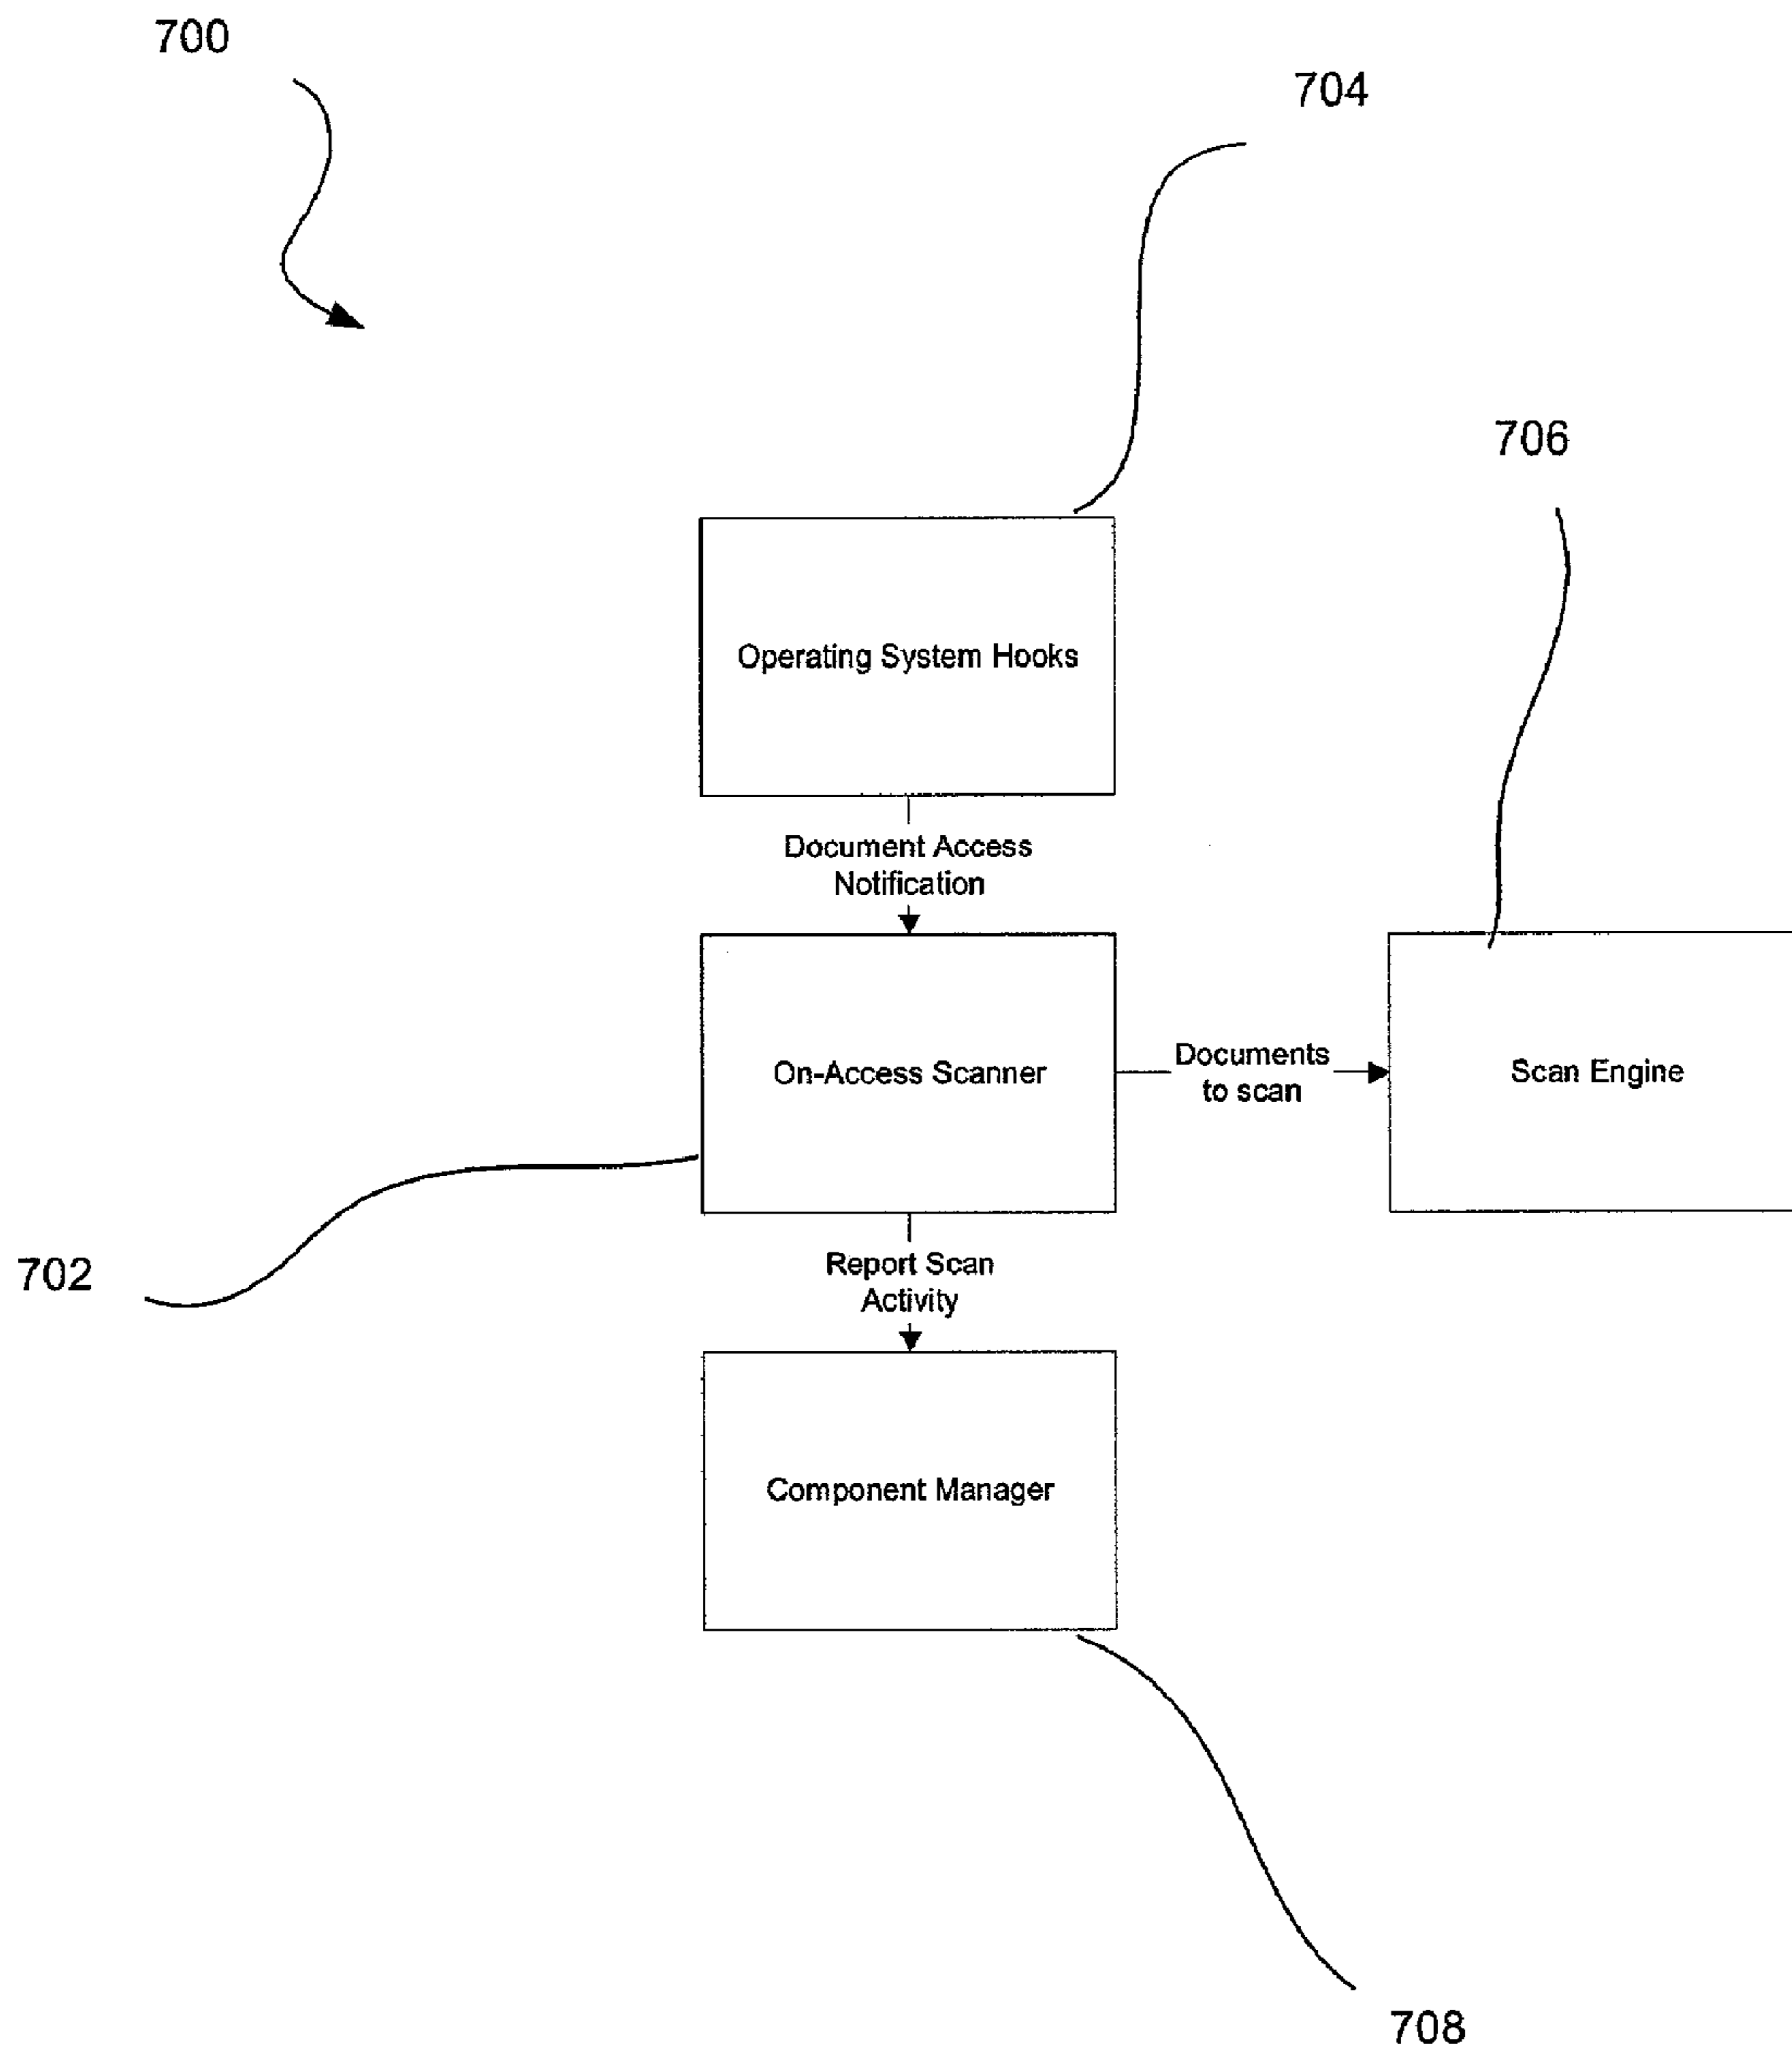 700
704
706
Operating System Hooks
Document Access
Notification
On-Access Scanner
Documents
to scan
Scan Engine
702
Report Scan
Activity
Component Manager
708